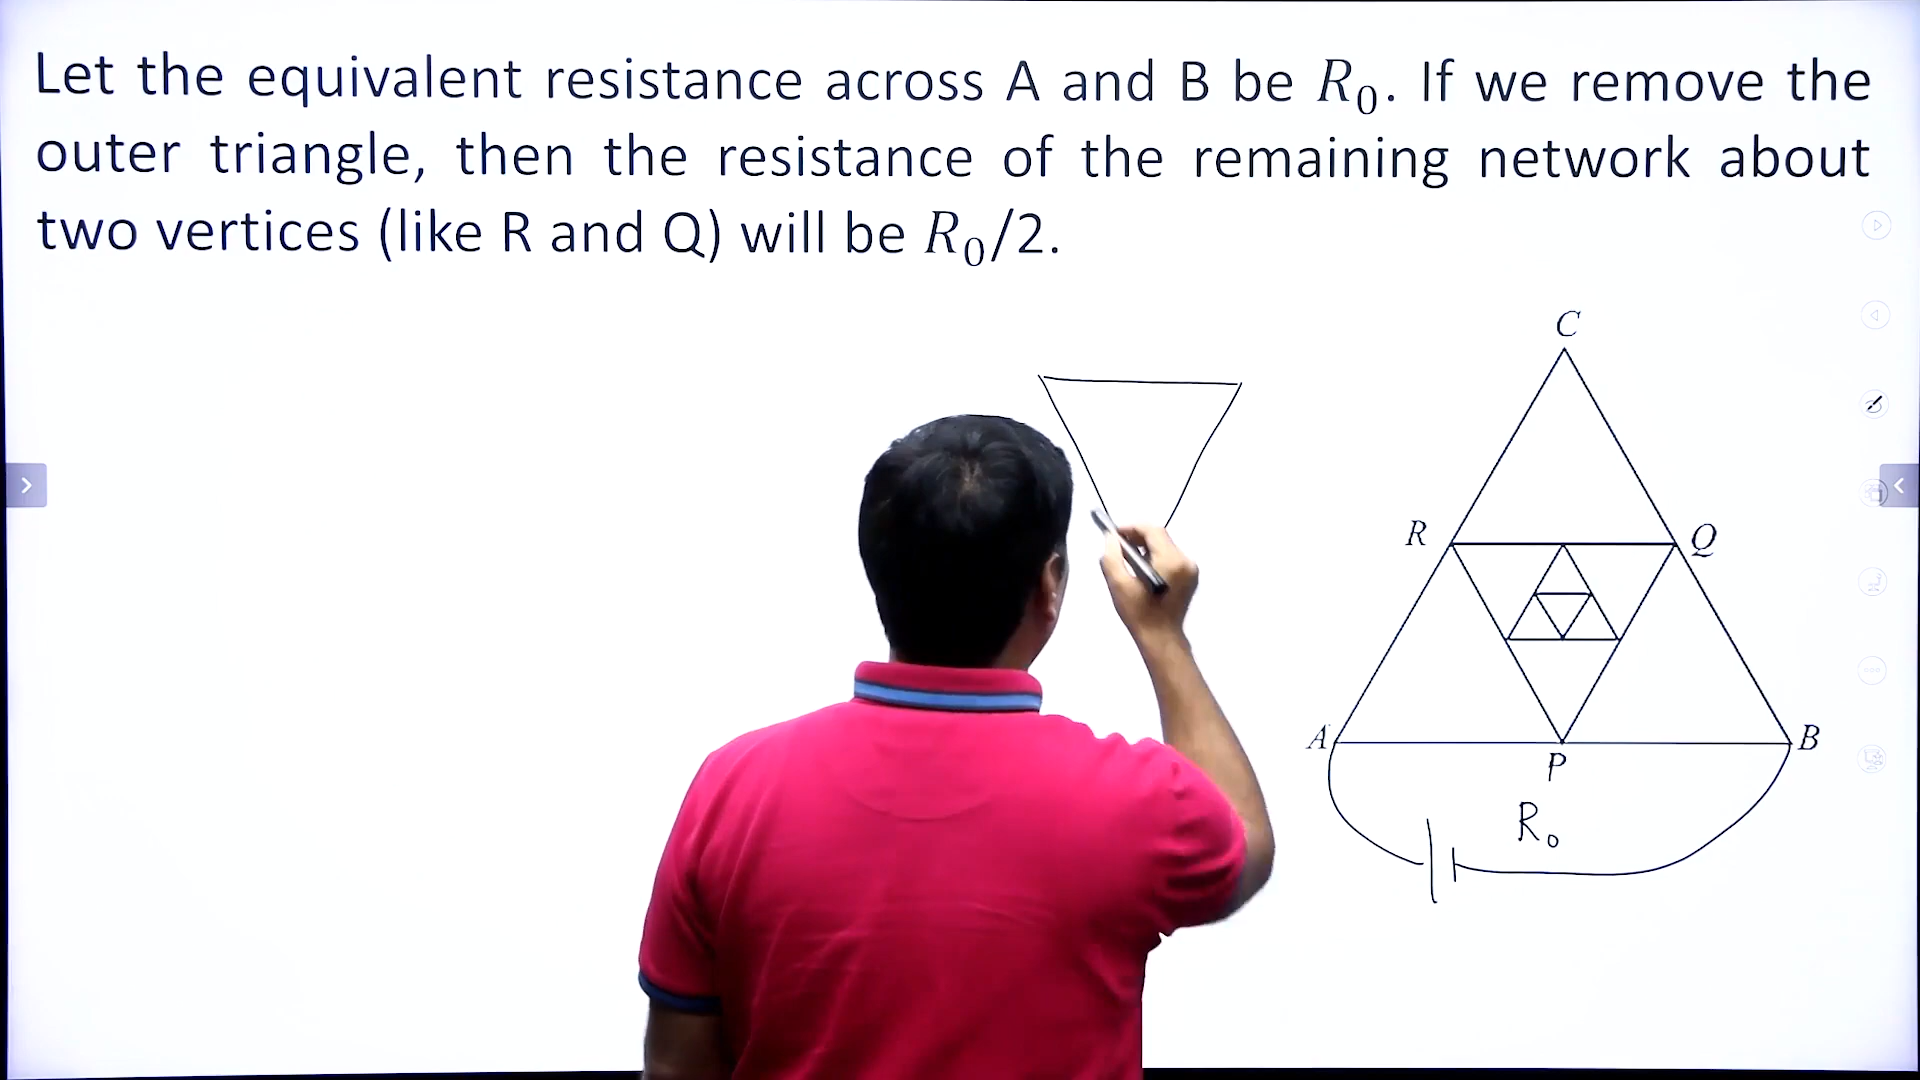 Let the equivalent resistance across A and B be R₀. If we remove the
outer triangle, then the resistance of the remaining network about
two vertices (like R and Q) will be R₀/2.
C
R
Q
A
B
P
R₀